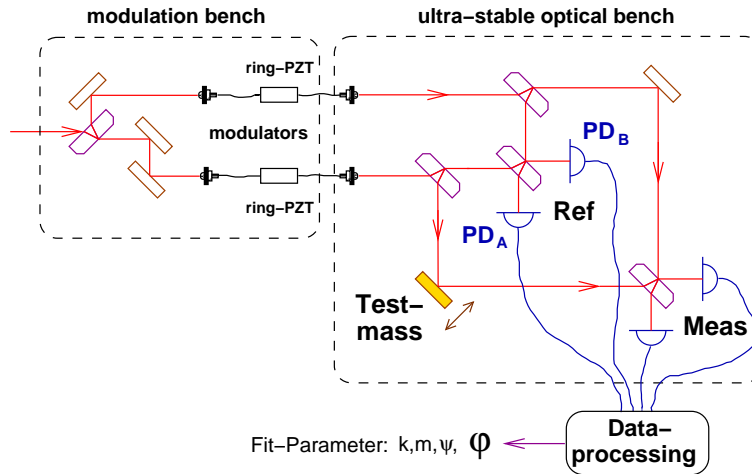 modulation bench
ultra−stable optical bench
ring−PZT
modulators
ring−PZT
PD_B
Ref
PD_A
Test−
mass
Meas
Data−
processing
Fit−Parameter: k,m,ψ, φ